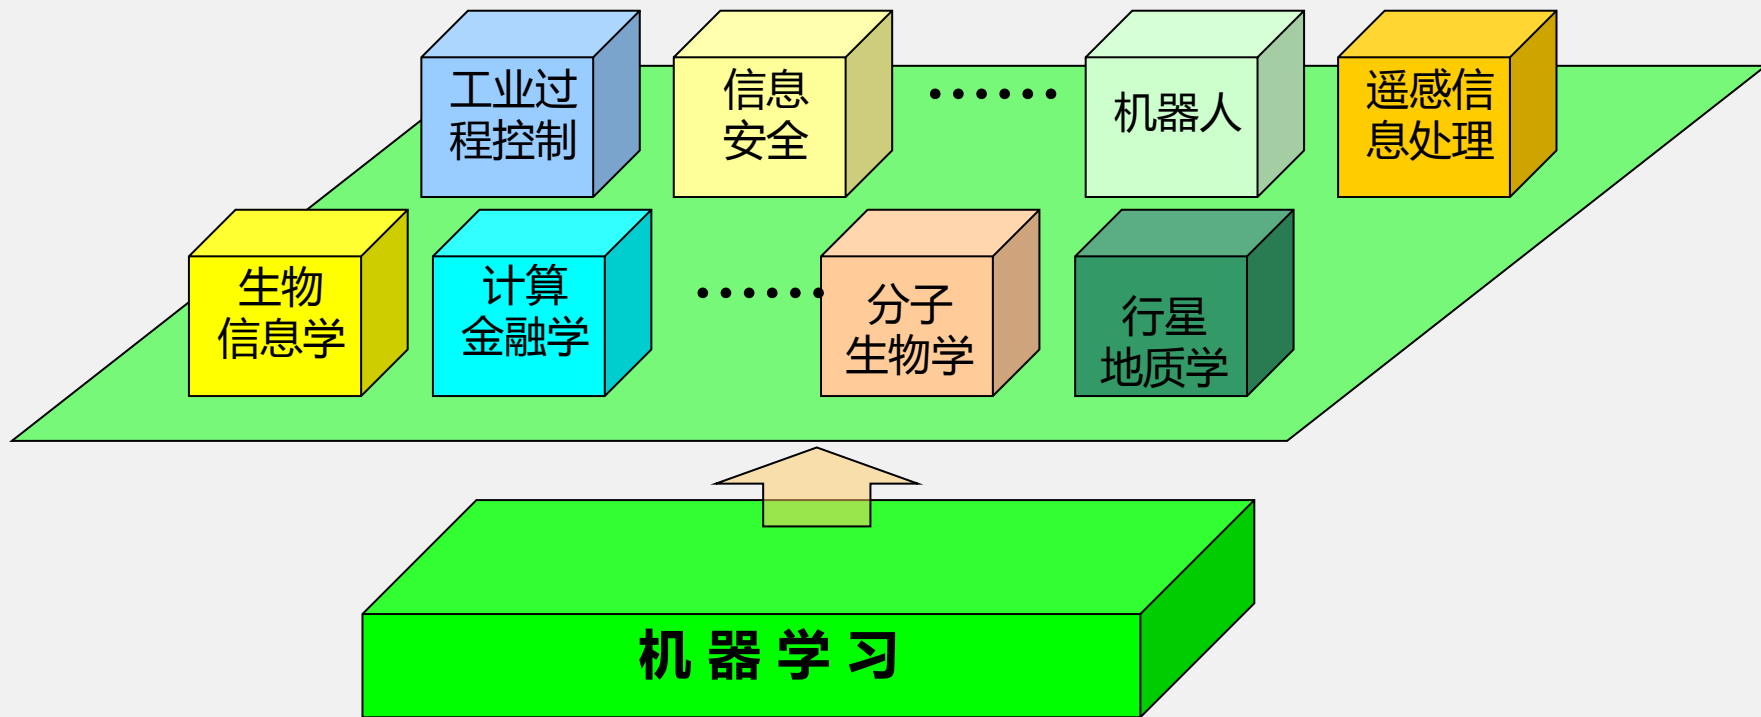 工业过
程控制
信息
安全
······
机器人
遥感信
息处理
生物
信息学
计算
金融学
······
分子
生物学
行星
地质学
机器学习